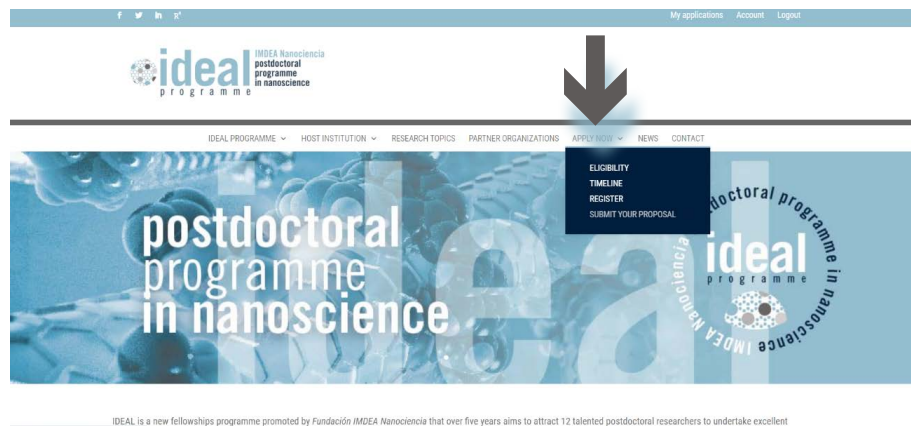 f in g+
My applications Account Logout
ideal
programme
IMDEA Nanociencia
postdoctoral
programme
in nanoscience
IDEAL PROGRAMME HOST INSTITUTION RESEARCH TOPICS PARTNER ORGANIZATIONS APPLY NOW NEWS CONTACT
ELIGIBILITY
TIMELINE
REGISTER
SUBMIT YOUR PROPOSAL
ideal
postdoctoral
programme
in nanoscience
IMDEA Nanociencia postdoctoral programme in nanoscience
ideal
programme
IDEAL is a new fellowships programme promoted by Fundación IMDEA Nanociencia that over five years aims to attract 12 talented postdoctoral researchers to undertake excellent